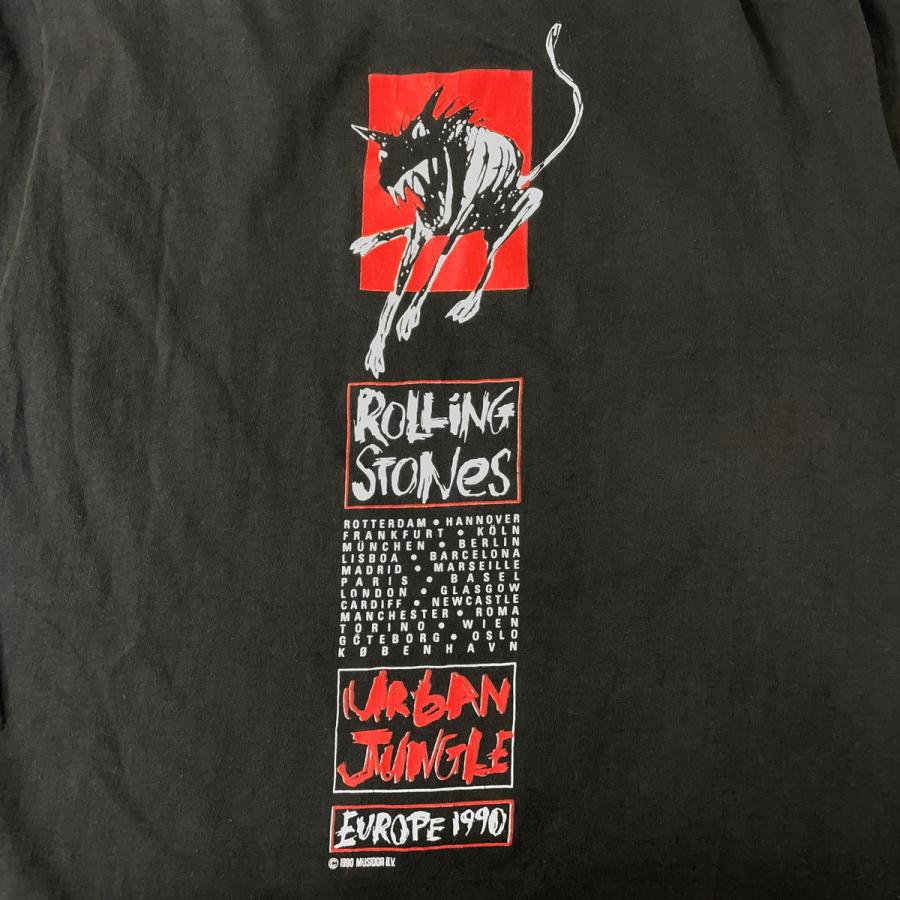 ROLLiNG
STONes
ROTTERDAM • HANNOVER
FRANKFURT • KÖLN
MÜNCHEN • BERLIN
LISBOA • BARCELONA
MADRID • MARSEILLE
PARIS • BASEL
LONDON • GLASGOW
CARDIFF • NEWCASTLE
MANCHESTER • ROMA
TORINO • WIEN
GÖTEBORG • OSLO
KØBENHAVN
URbAN
JUNGLE
EUROPE 1990
© 1990 MUSIDOR B.V.